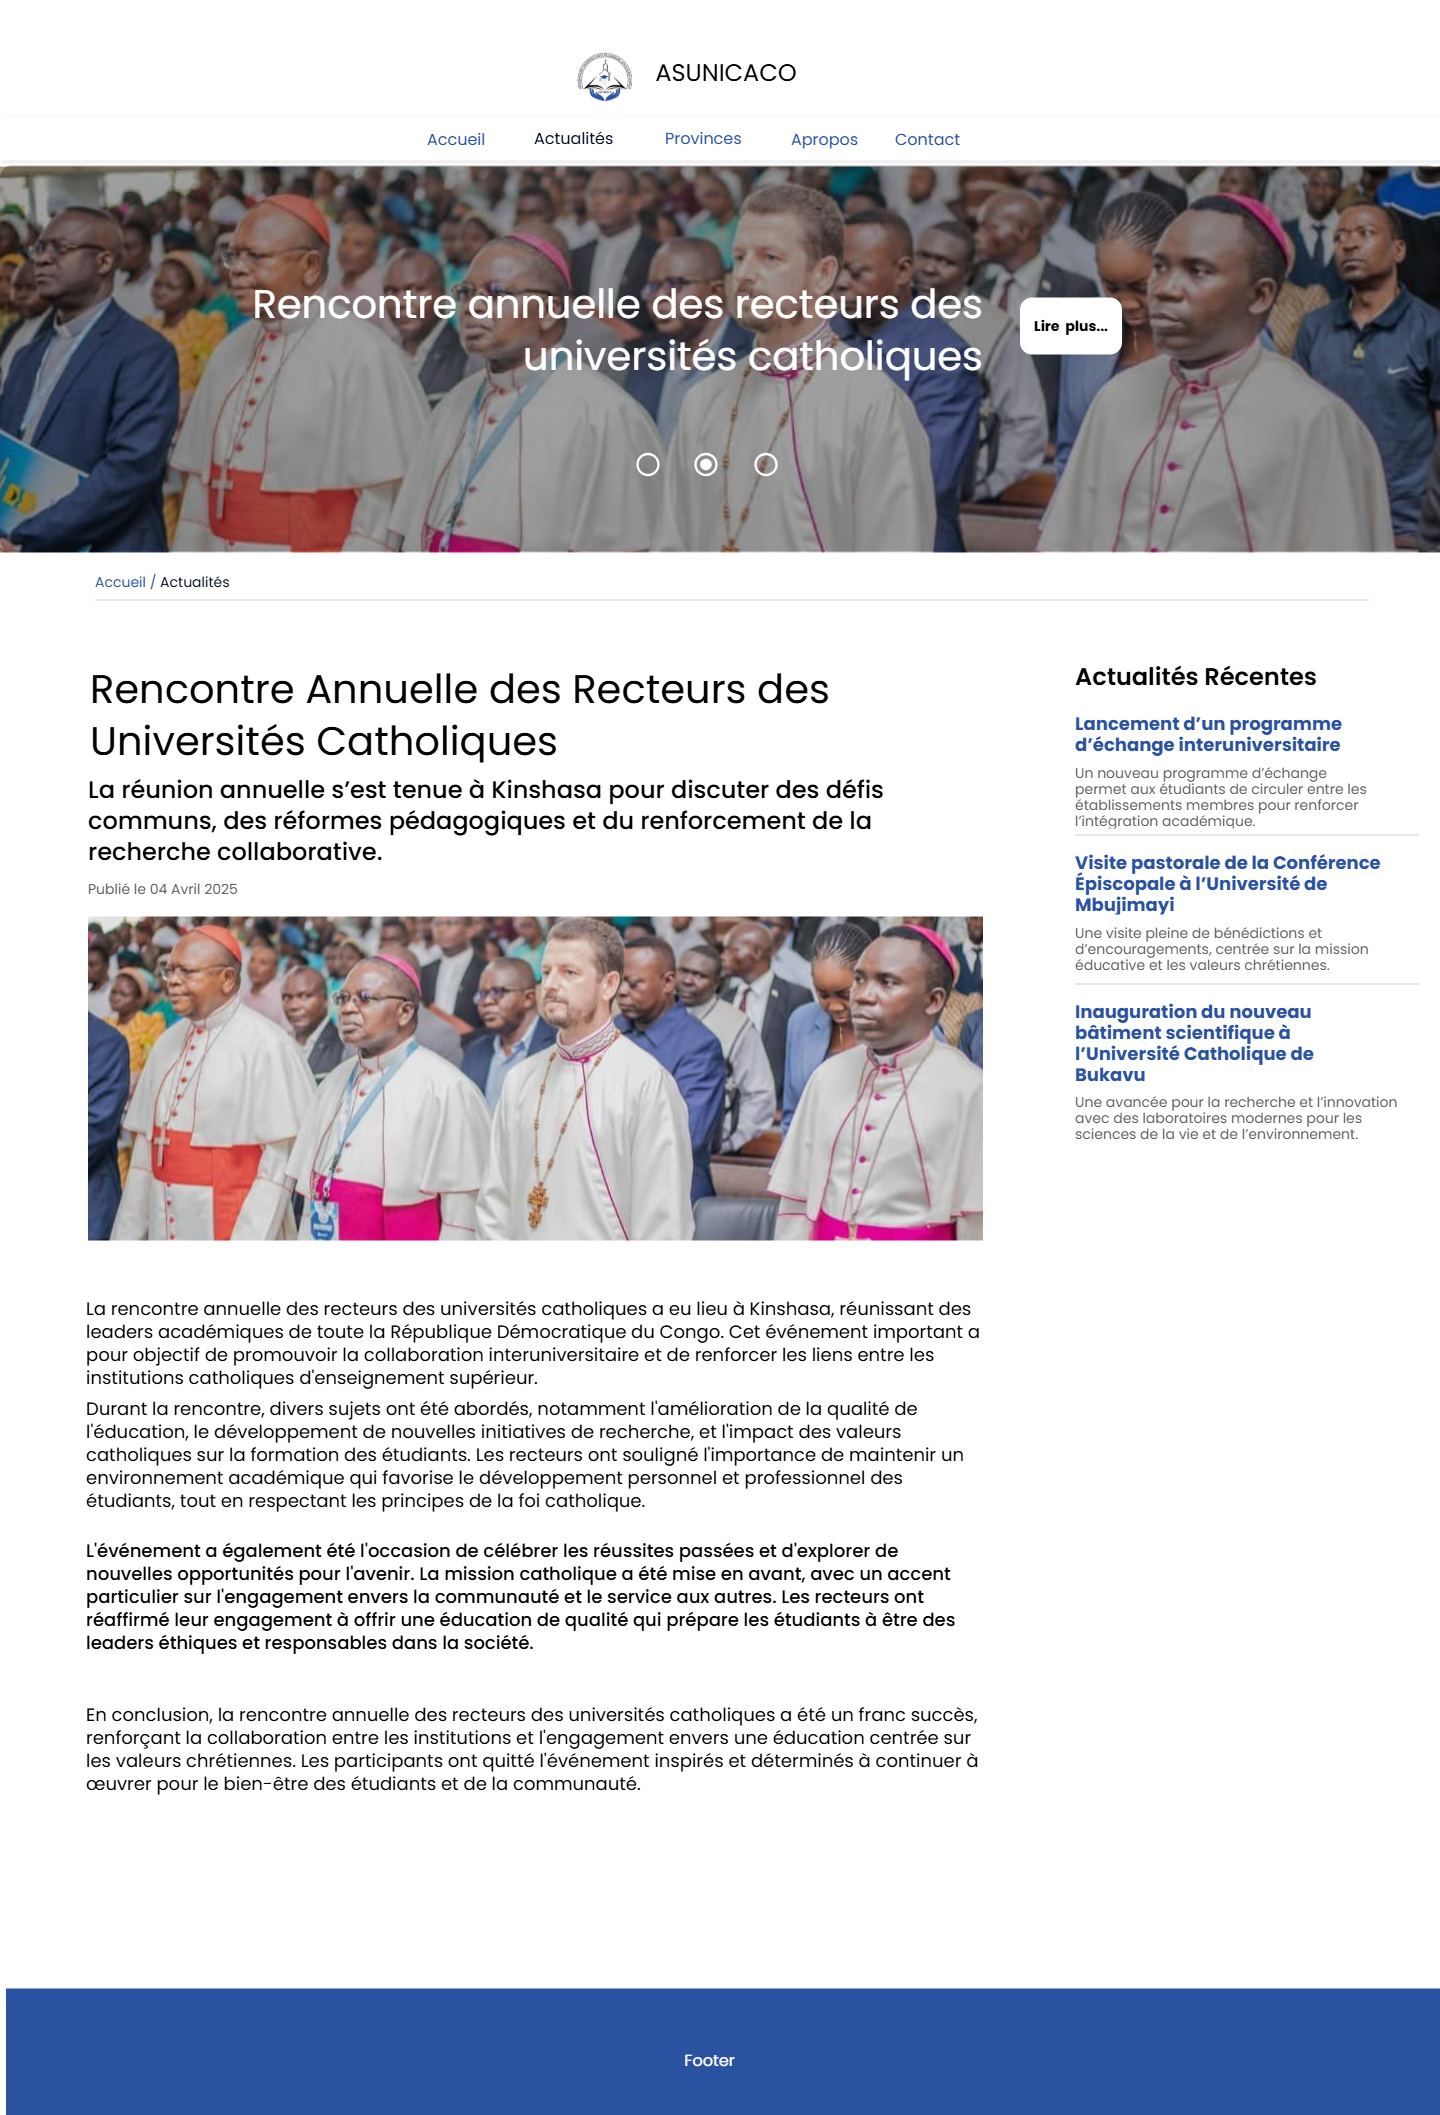 ASUNICACO
Accueil
Actualités
Provinces
Apropos
Contact
Rencontre annuelle des recteurs des
universités catholiques
Lire plus...
Accueil / Actualités
Rencontre Annuelle des Recteurs des
Universités Catholiques
La réunion annuelle s’est tenue à Kinshasa pour discuter des défis
communs, des réformes pédagogiques et du renforcement de la
recherche collaborative.
Publié le 04 Avril 2025
La rencontre annuelle des recteurs des universités catholiques a eu lieu à Kinshasa, réunissant des
leaders académiques de toute la République Démocratique du Congo. Cet événement important a
pour objectif de promouvoir la collaboration interuniversitaire et de renforcer les liens entre les
institutions catholiques d'enseignement supérieur.
Durant la rencontre, divers sujets ont été abordés, notamment l'amélioration de la qualité de
l'éducation, le développement de nouvelles initiatives de recherche, et l'impact des valeurs
catholiques sur la formation des étudiants. Les recteurs ont souligné l'importance de maintenir un
environnement académique qui favorise le développement personnel et professionnel des
étudiants, tout en respectant les principes de la foi catholique.
L'événement a également été l'occasion de célébrer les réussites passées et d'explorer de
nouvelles opportunités pour l'avenir. La mission catholique a été mise en avant, avec un accent
particulier sur l'engagement envers la communauté et le service aux autres. Les recteurs ont
réaffirmé leur engagement à offrir une éducation de qualité qui prépare les étudiants à être des
leaders éthiques et responsables dans la société.
En conclusion, la rencontre annuelle des recteurs des universités catholiques a été un franc succès,
renforçant la collaboration entre les institutions et l'engagement envers une éducation centrée sur
les valeurs chrétiennes. Les participants ont quitté l'événement inspirés et déterminés à continuer à
œuvrer pour le bien-être des étudiants et de la communauté.
Actualités Récentes
Lancement d’un programme
d’échange interuniversitaire
Un nouveau programme d’échange
permet aux étudiants de circuler entre les
établissements membres pour renforcer
l’intégration académique.
Visite pastorale de la Conférence
Épiscopale à l’Université de
Mbujimayi
Une visite pleine de bénédictions et
d’encouragements, centrée sur la mission
éducative et les valeurs chrétiennes.
Inauguration du nouveau
bâtiment scientifique à
l’Université Catholique de
Bukavu
Une avancée pour la recherche et l’innovation
avec des laboratoires modernes pour les
sciences de la vie et de l’environnement.
Footer